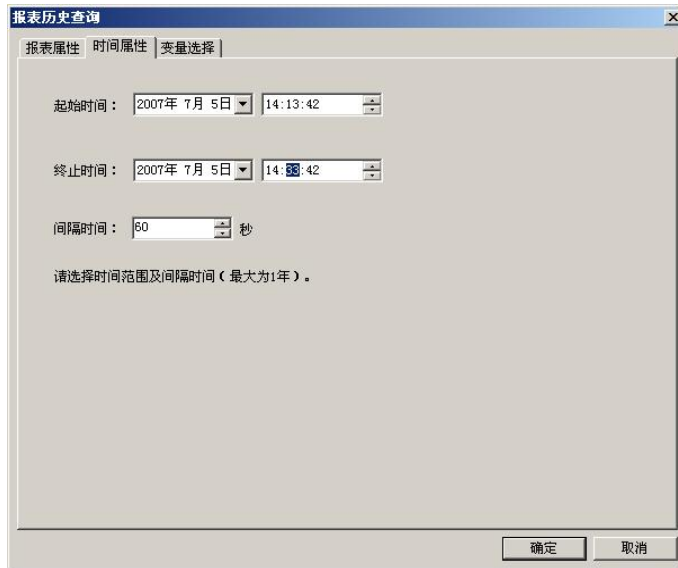 报表历史查询
报表属性 时间属性 变量选择
起始时间： 2007年 7月 5日 14:13:42
终止时间： 2007年 7月 5日 14:33:42
间隔时间： 60 秒
请选择时间范围及间隔时间（最大为1年）。
确定 取消